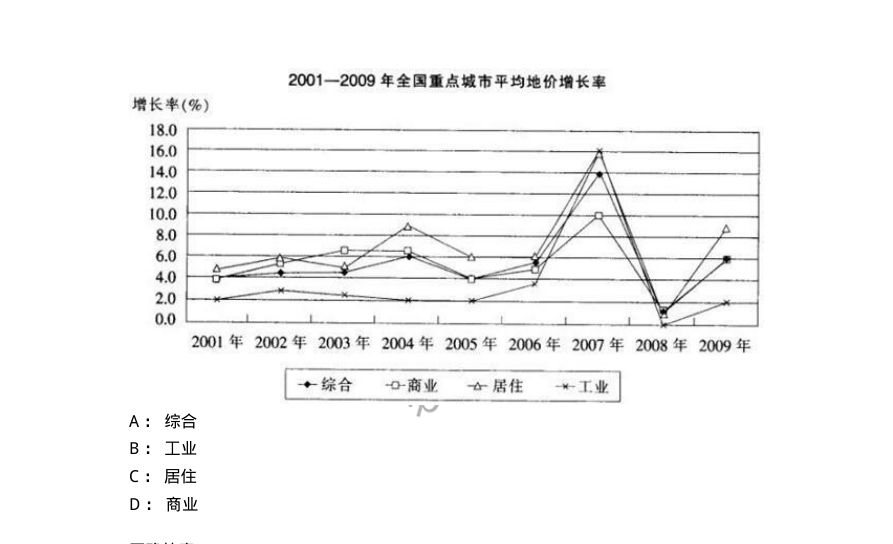 2001—2009 年全国重点城市平均地价增长率
增长率(%)
18.0
16.0
14.0
12.0
10.0
8.0
6.0
4.0
2.0
0.0
2001 年 2002 年 2003 年 2004 年 2005 年 2006 年 2007 年 2008 年 2009 年
综合 商业 居住 工业
A： 综合
B： 工业
C： 居住
D： 商业